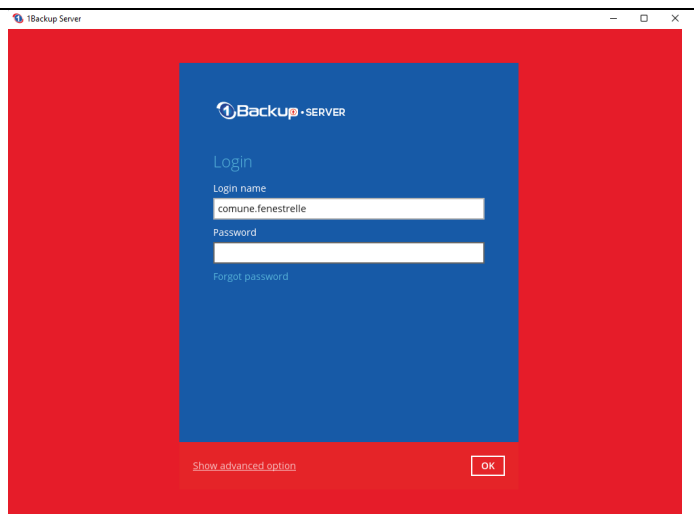 1Backup Server
1Backup • SERVER
Login
Login name
comune.fenestrelle
Password
Forgot password
Show advanced option
OK